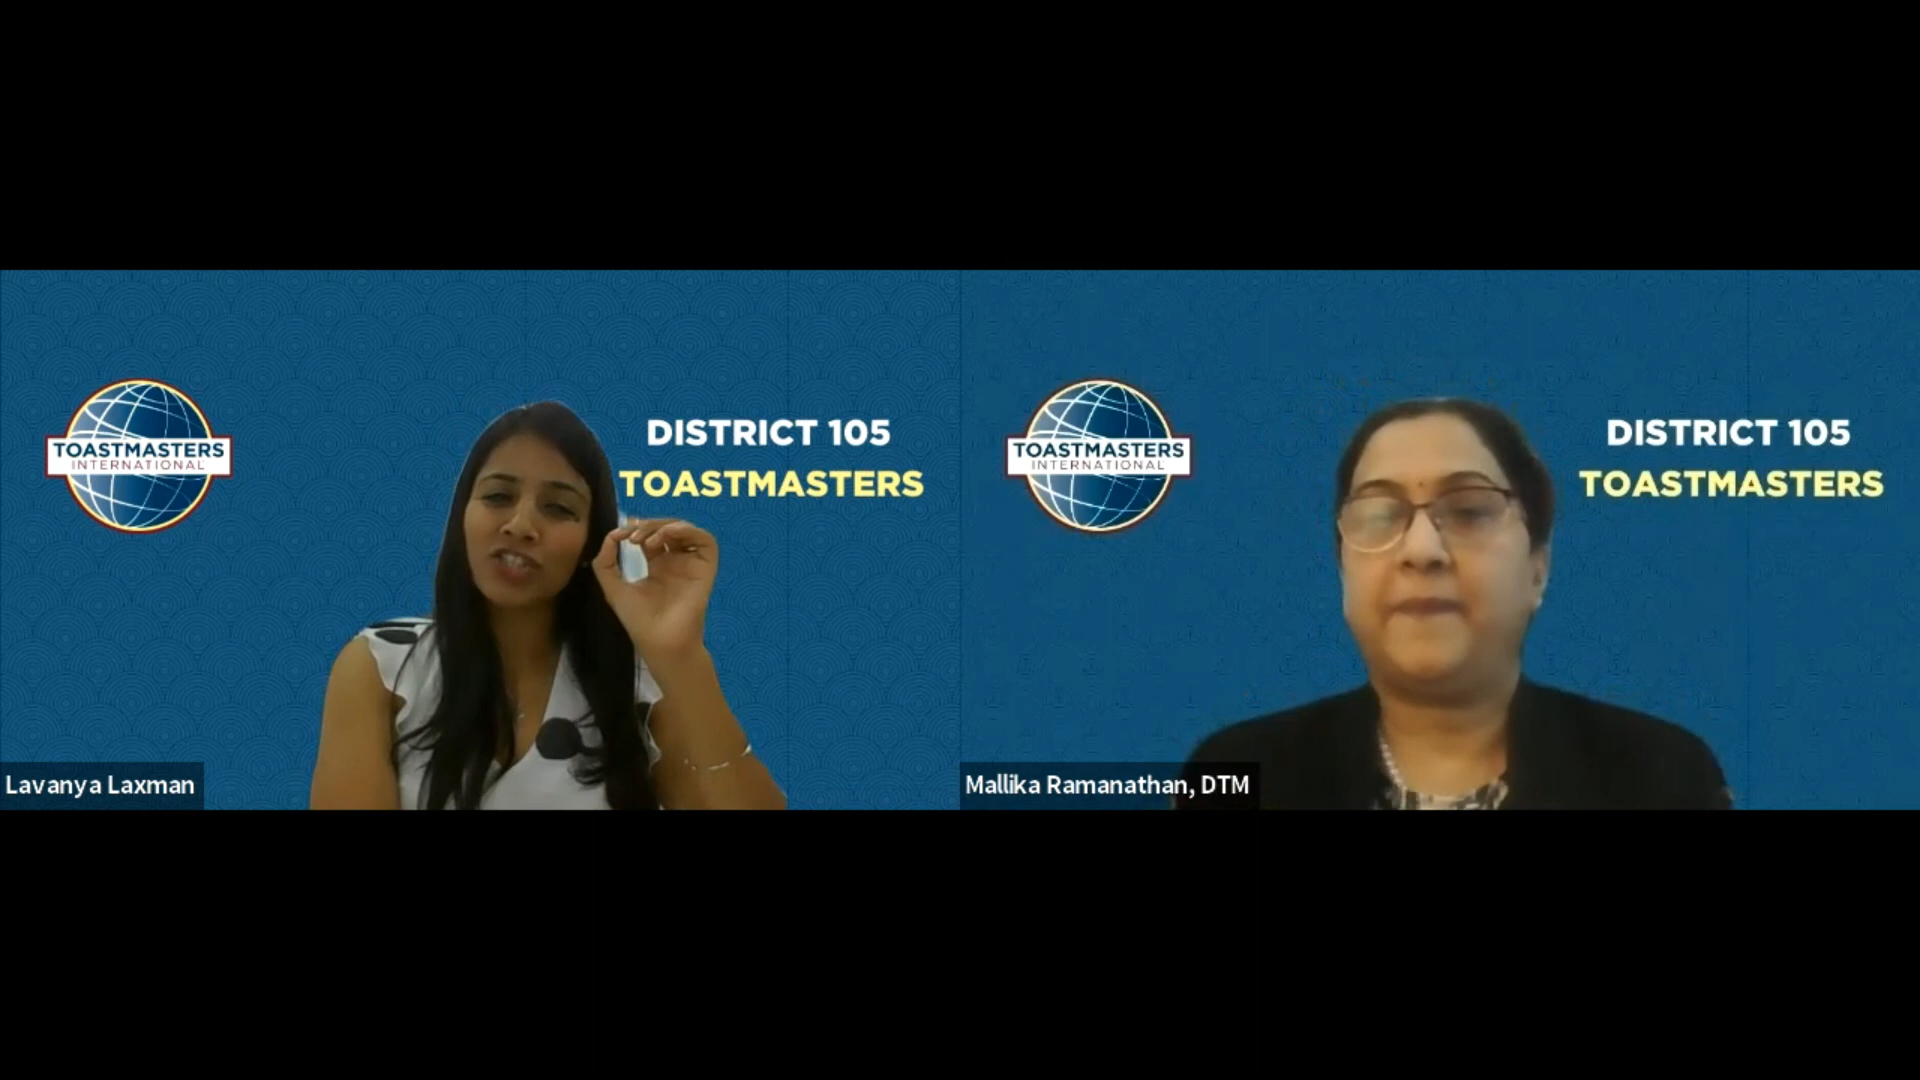 TOASTMASTERS
INTERNATIONAL
DISTRICT 105
TOASTMASTERS
Lavanya Laxman
TOASTMASTERS
INTERNATIONAL
DISTRICT 105
TOASTMASTERS
Mallika Ramanathan, DTM